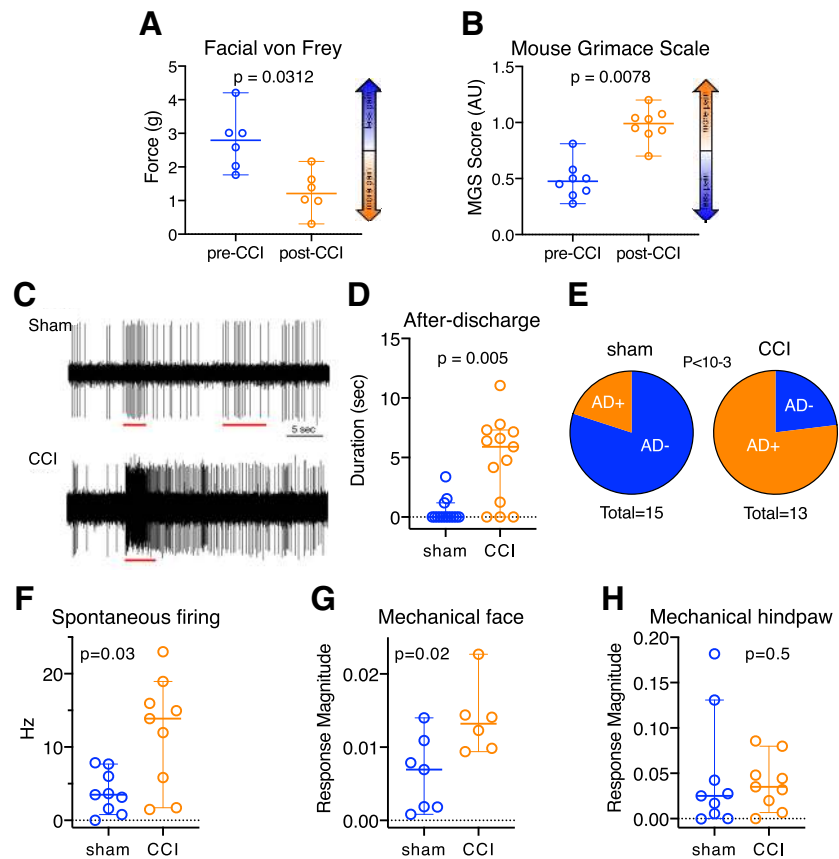 A
Facial von Frey
p = 0.0312
Force (g)
5
4
3
2
1
0
pre-CCI
post-CCI
B
Mouse Grimace Scale
p = 0.0078
MGS Score (AU)
1.5
1.0
0.5
0.0
pre-CCI
post-CCI
C
Sham
5 sec
CCI
D
After-discharge
p = 0.005
Duration (sec)
15
10
5
0
sham
CCI
E
sham
P<10-3
CCI
AD+
AD-
AD-
AD+
Total=15
Total=13
F
Spontaneous firing
p=0.03
Hz
20
10
0
sham
CCI
G
Mechanical face
p=0.02
Response Magnitude
0.02
0.01
0.00
sham
CCI
H
Mechanical hindpaw
p=0.5
Response Magnitude
0.20
0.15
0.10
0.05
0.00
sham
CCI